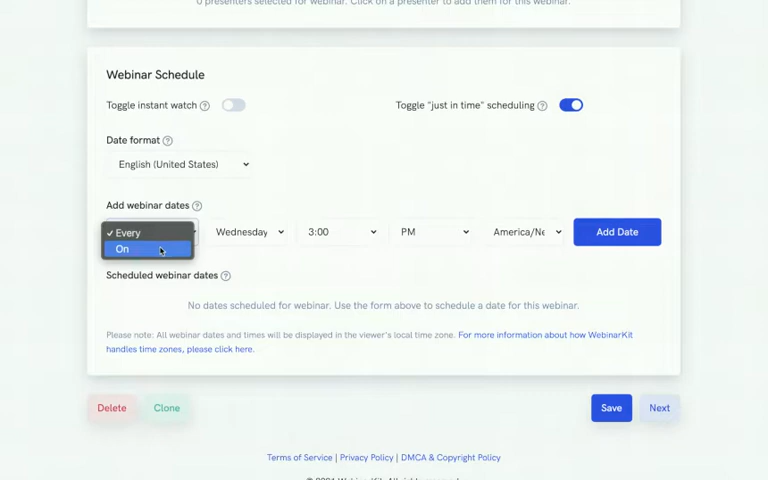 0 presenters selected for webinar. Click on a presenter to add them for this webinar.
Webinar Schedule
Toggle instant watch ?
Toggle "just in time" scheduling ?
Date format ?
English (United States)
Add webinar dates ?
✓ Every
On
Wednesday
3:00
PM
America/Ne
Add Date
Scheduled webinar dates ?
No dates scheduled for webinar. Use the form above to schedule a date for this webinar.
Please note: All webinar dates and times will be displayed in the viewer's local time zone. For more information about how WebinarKit
handles time zones, please click here.
Delete
Clone
Save
Next
Terms of Service | Privacy Policy | DMCA & Copyright Policy